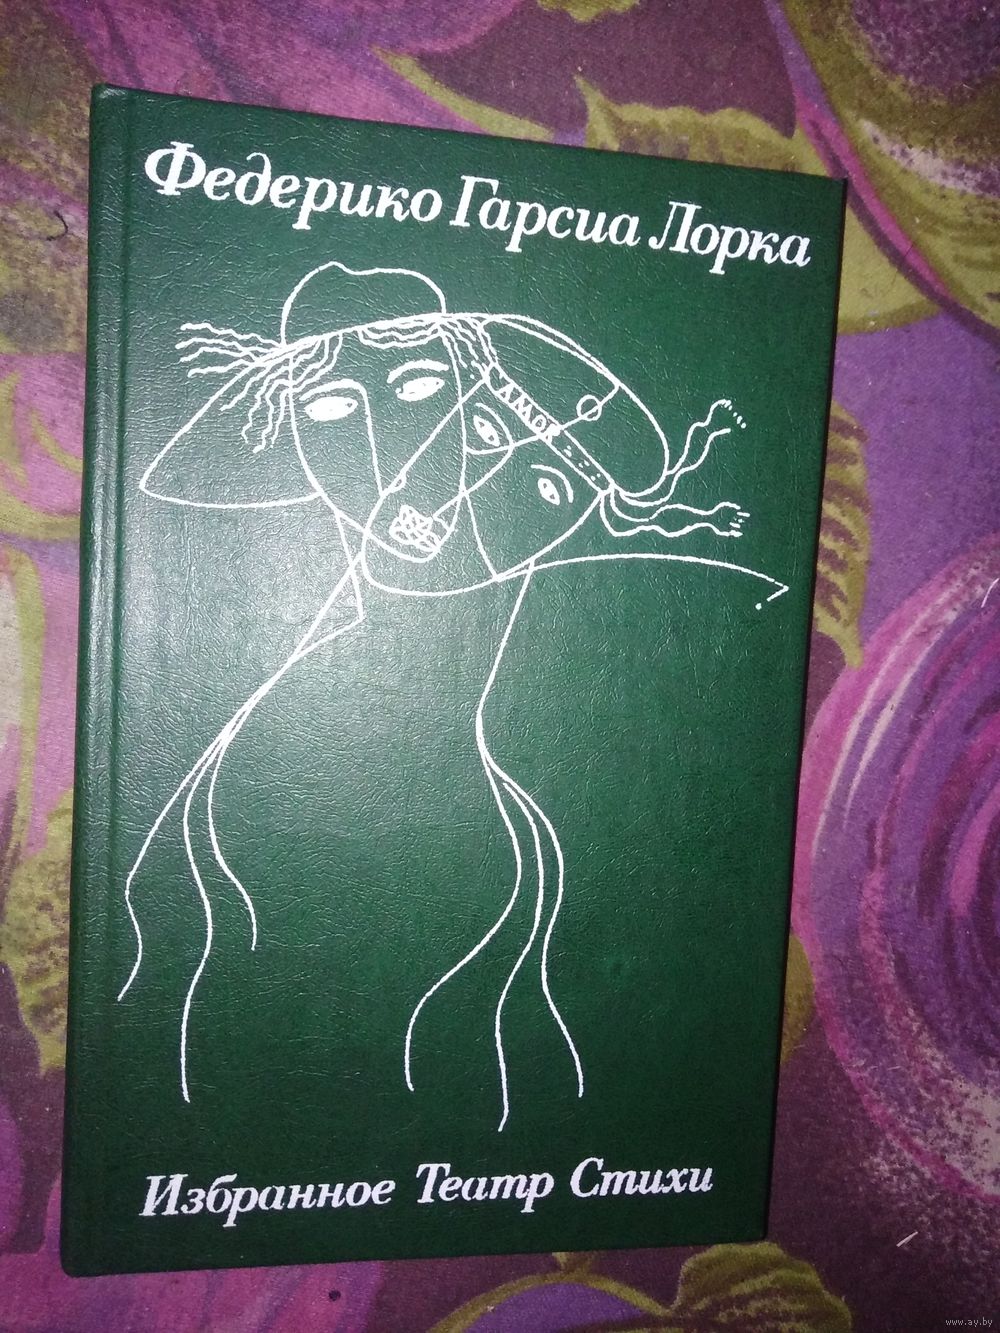 Федерико Гарсиа Лорка
AMOR
Избранное Театр Стихи
www.ay.by